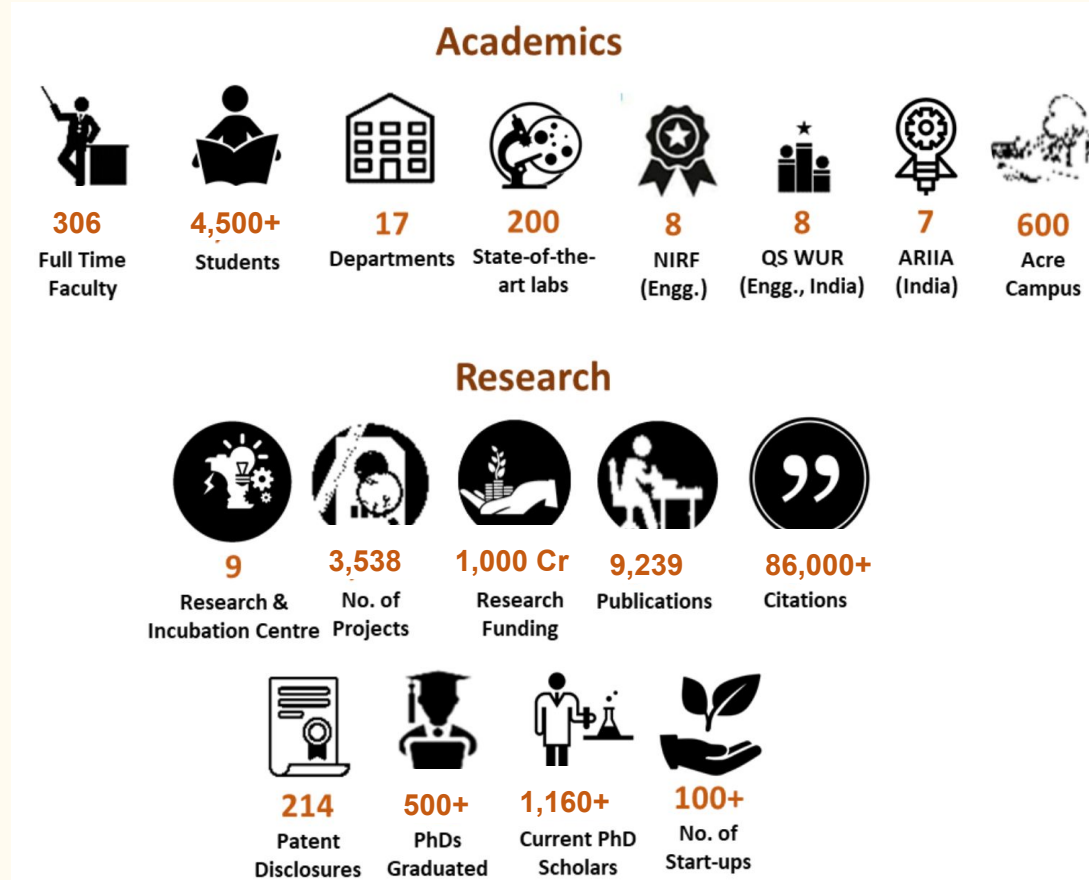 Academics
306
Full Time
Faculty
4,500+
Students
17
Departments
200
State-of-the-
art labs
8
NIRF
(Engg.)
8
QS WUR
(Engg., India)
7
ARIIA
(India)
600
Acre
Campus
Research
9
Research &
Incubation Centre
3,538
No. of
Projects
1,000 Cr
Research
Funding
9,239
Publications
86,000+
Citations
214
Patent
Disclosures
500+
PhDs
Graduated
1,160+
Current PhD
Scholars
100+
No. of
Start-ups